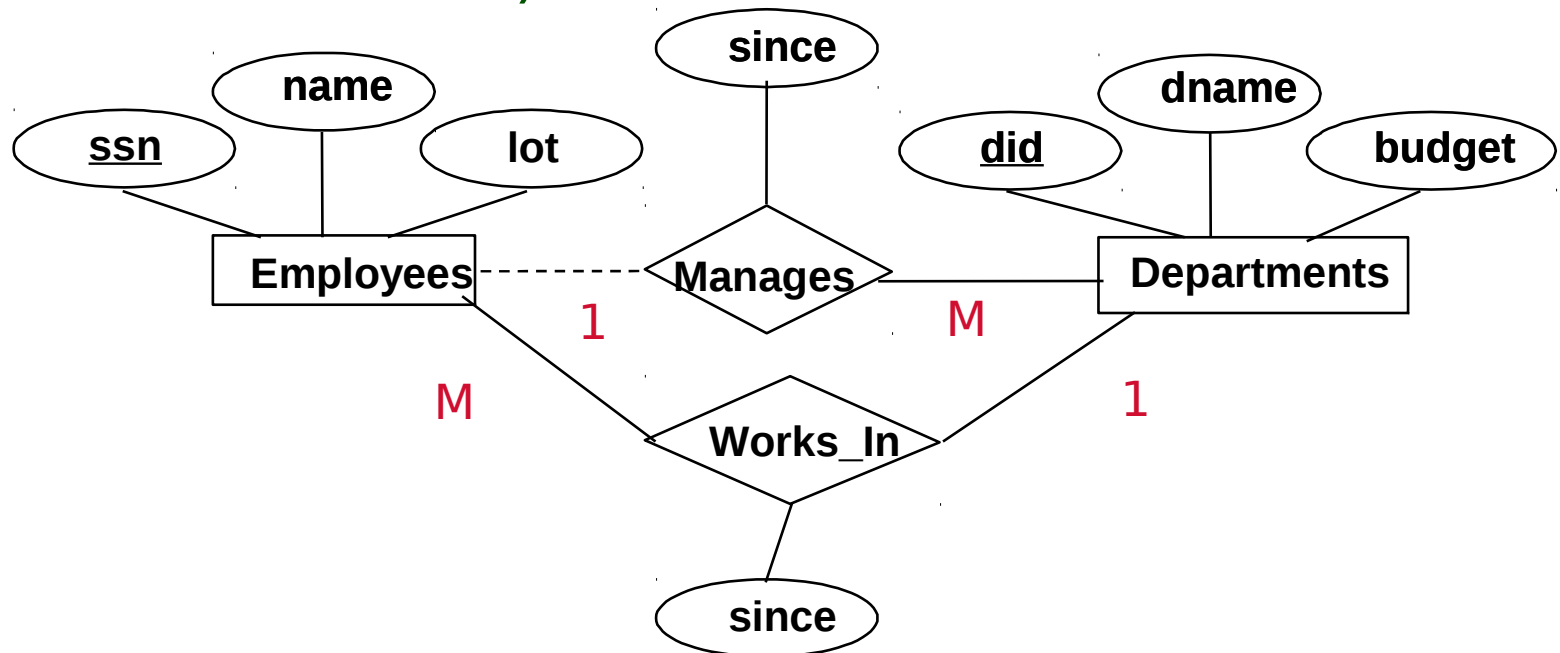 since
name
dname
ssn
lot
did
budget
Employees
Manages
Departments
1
M
M
1
Works_In
since